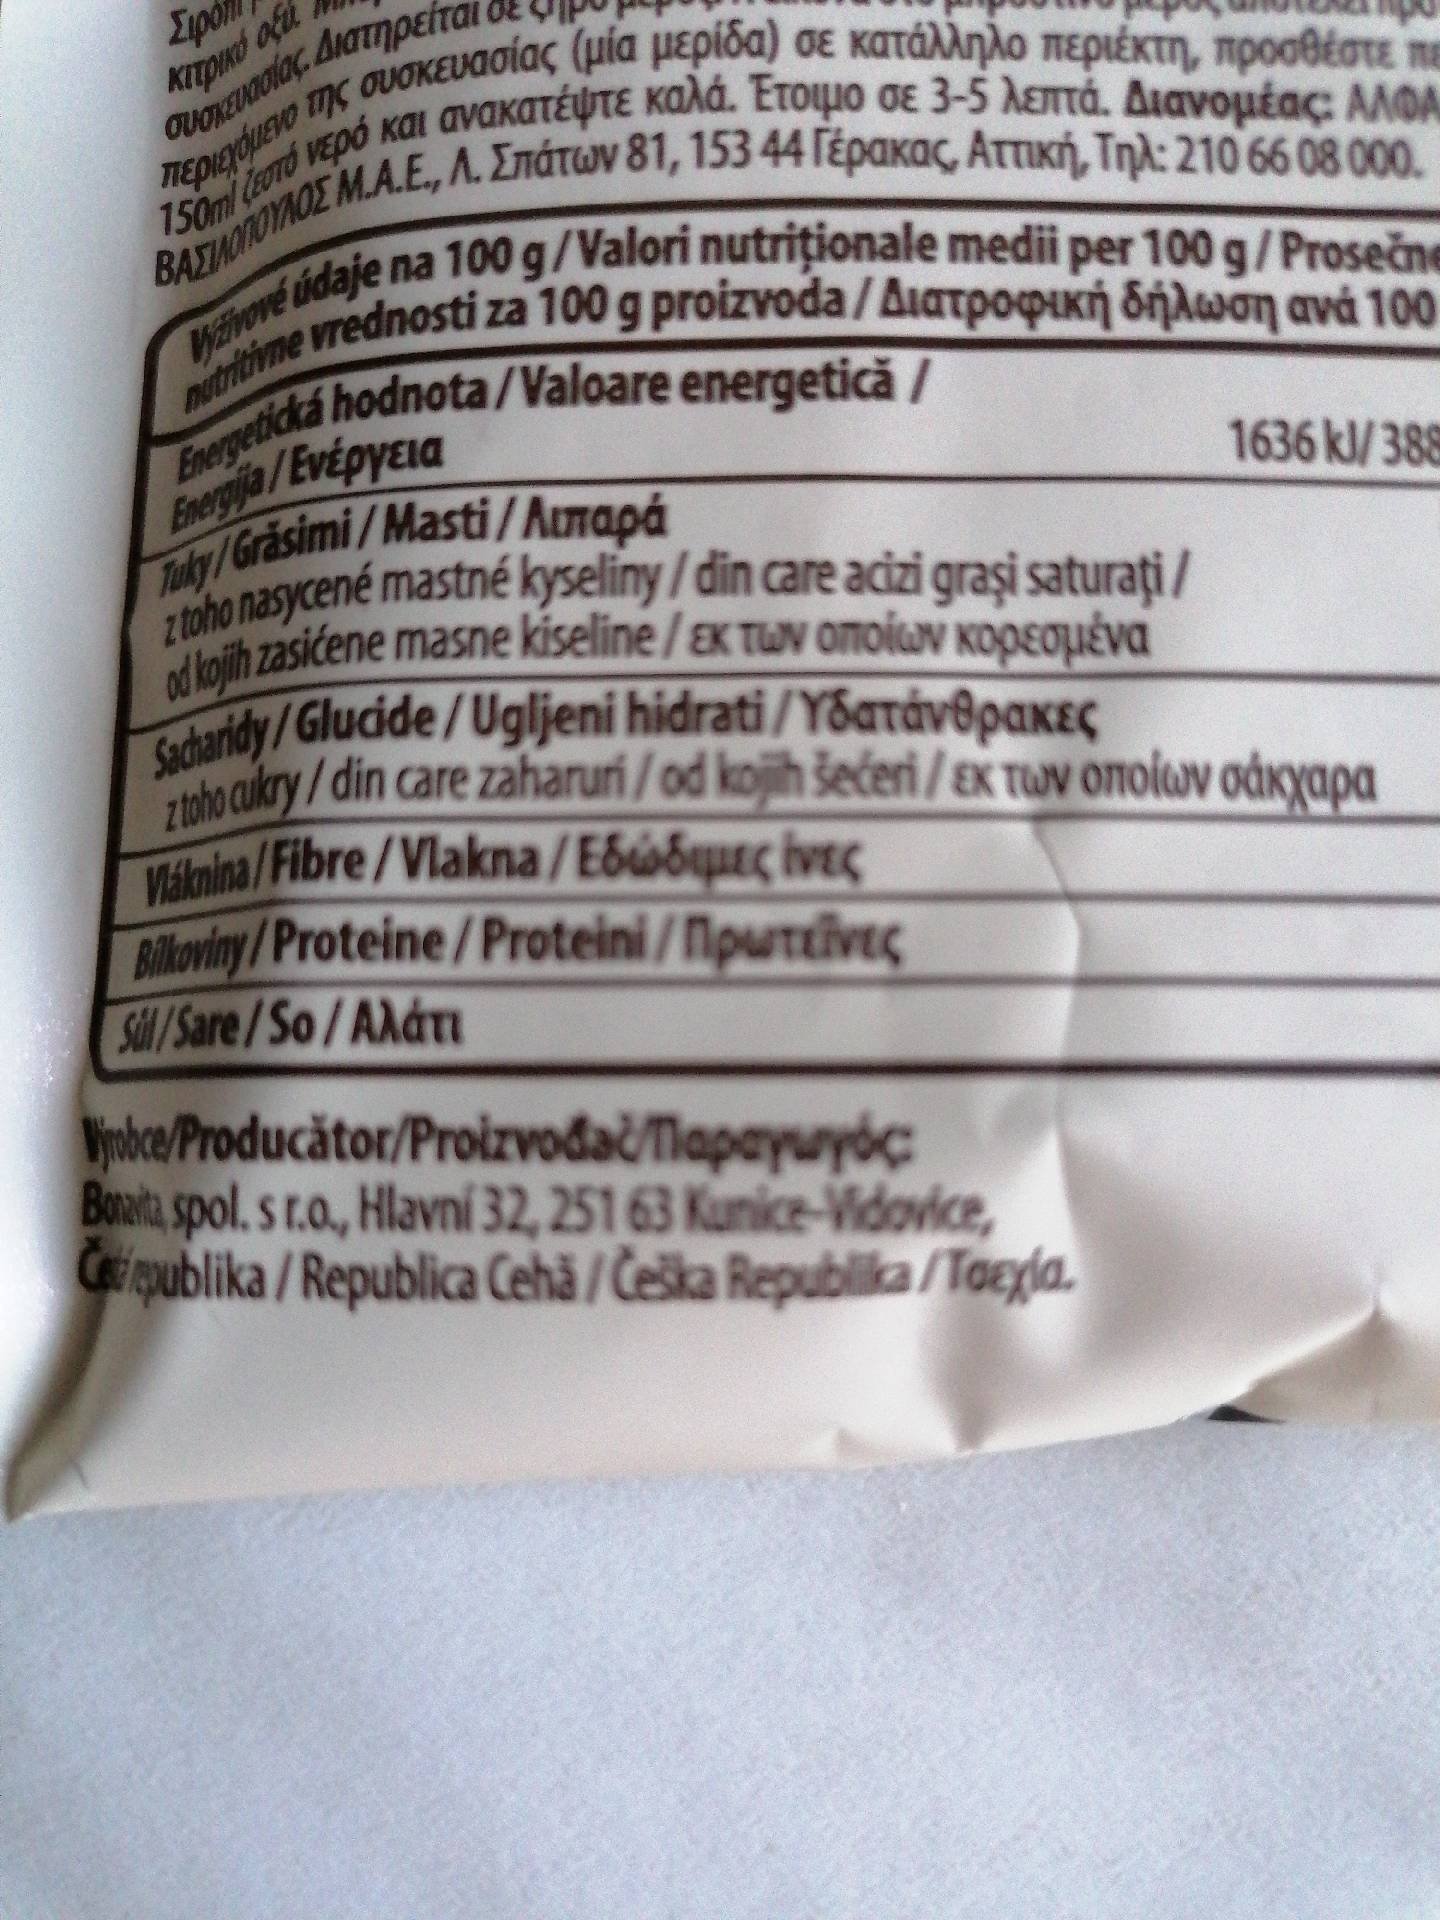 κιτρικό οξύ.
συσκευασίας. Διατηρείται σε
περιεχόμενο της συσκευασίας (μία μερίδα) σε κατάλληλο περιέκτη, προσθέστε
150ml ζεστό νερό και ανακατέψτε καλά. Έτοιμο σε 3-5 λεπτά. Διανομέας:
ΒΑΣΙΛΟΠΟΥΛΟΣ Μ.Α.Ε., Λ. Σπάτων 81, 153 44 Γέρακας, Αττική, Τηλ: 210 66 08 000.
Výživové údaje na 100 g / Valori nutriționale medii per 100 g / Prosečne
nutritivne vrednosti za 100 g proizvoda / Διατροφική δήλωση ανά 100
Energetická hodnota / Valoare energetică /
Energija / Ενέργεια
1636 kJ/ 388
Tuky / Grăsimi / Masti / Λιπαρά
z toho nasycené mastné kyseliny / din care acizi grași saturați /
od kojih zasićene masne kiseline / εκ των οποίων κορεσμένα
Sacharidy / Glucide / Ugljeni hidrati / Υδατάνθρακες
z toho cukry / din care zaharuri / od kojih šećeri / εκ των οποίων σάκχαρα
Vláknina / Fibre / Vlakna / Εδώδιμες ίνες
Bílkoviny / Proteine / Proteini / Πρωτεΐνες
Sůl / Sare / So / Αλάτι
Výrobce/Producător/Proizvođač/Παραγωγός:
Bonavita, spol. s r.o., Hlavní 32, 251 63 Kunice-Vidovice,
Česká republika / Republica Cehă / Češka Republika / Τσεχία.